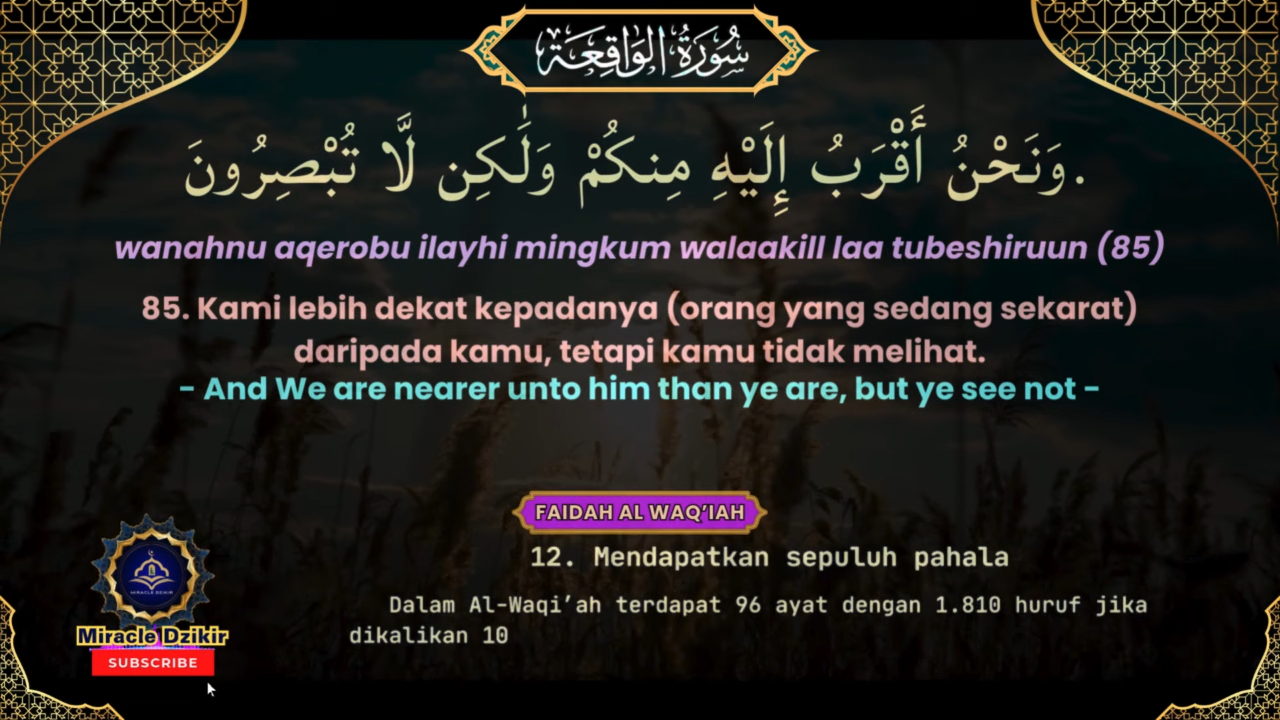 سُورَةُ الوَاقِعَة
وَنَحْنُ أَقْرَبُ إِلَيْهِ مِنكُمْ وَلَٰكِن لَّا تُبْصِرُونَ.
wanahnu aqerobu ilayhi mingkum walaakill laa tubeshiruun (85)
85. Kami lebih dekat kepadanya (orang yang sedang sekarat)
daripada kamu, tetapi kamu tidak melihat.
- And We are nearer unto him than ye are, but ye see not -
FAIDAH AL WAQ'IAH
12. Mendapatkan sepuluh pahala
Dalam Al-Waqi'ah terdapat 96 ayat dengan 1.810 huruf jika
dikalikan 10
MIRACLE DZIKIR
Miracle Dzikir
SUBSCRIBE